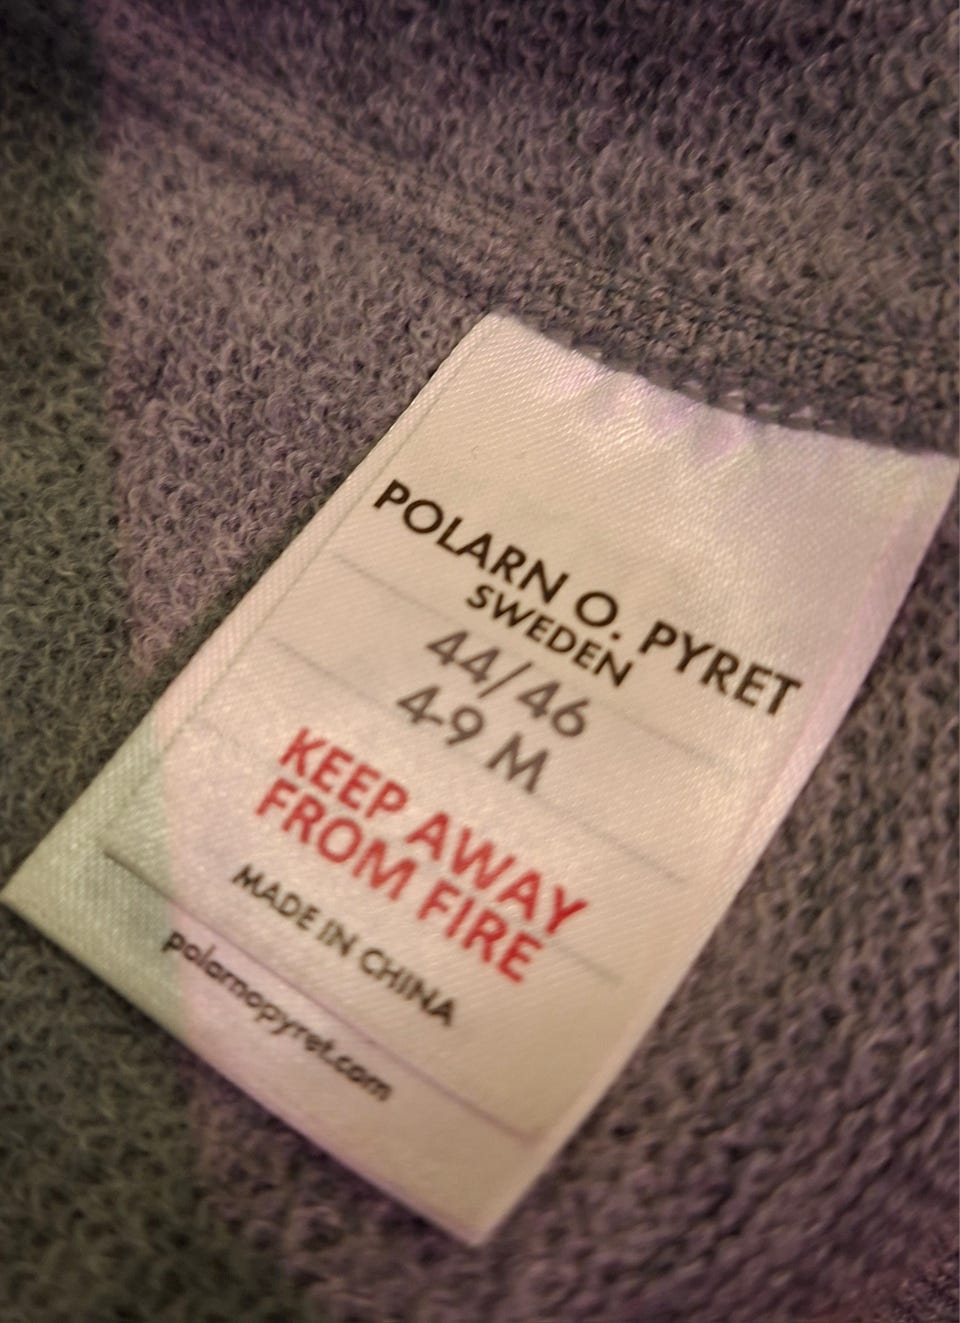 POLARN O. PYRET
SWEDEN
44/46
4-9 M
KEEP AWAY
FROM FIRE
MADE IN CHINA
polarnopyret.com